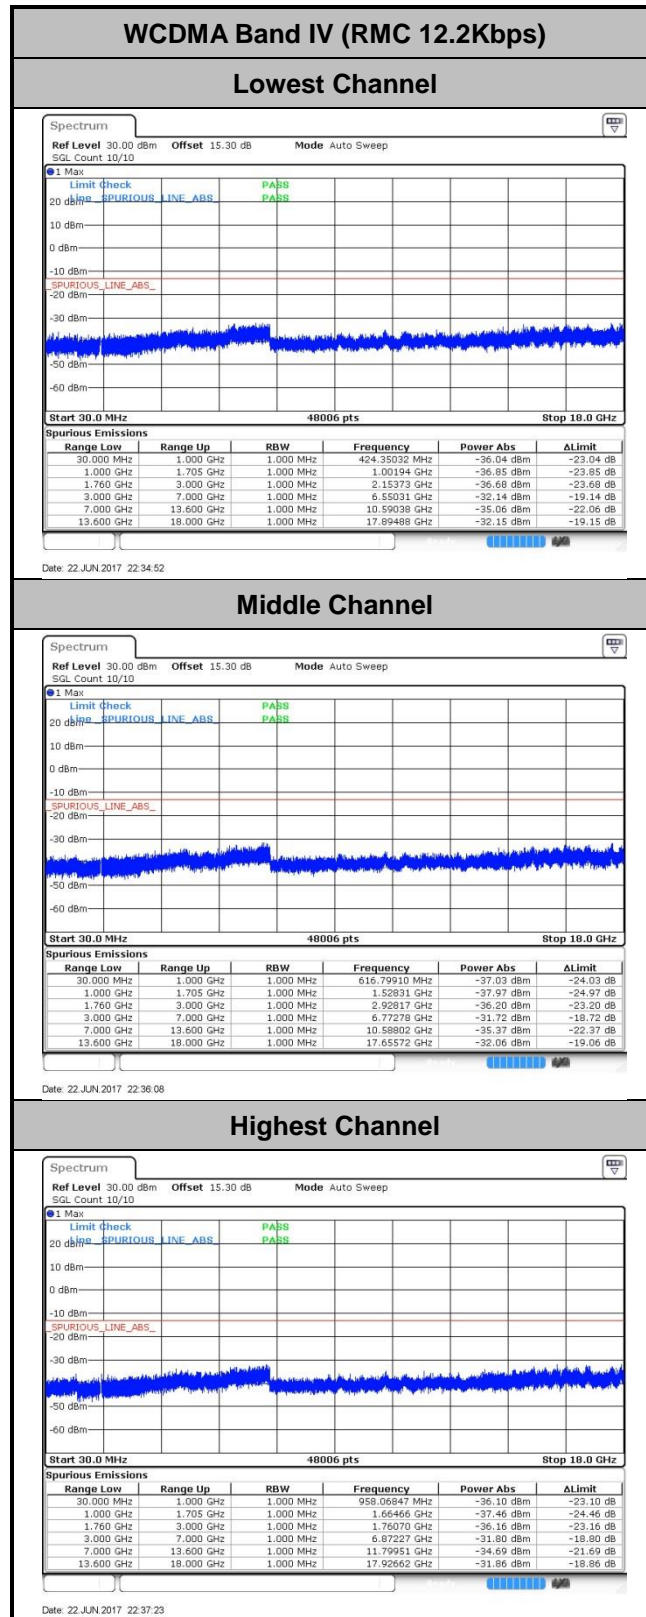 WCDMA Band IV (RMC 12.2Kbps)
Lowest Channel
Spectrum
Ref Level 30.00 dBm Offset 15.30 dB Mode Auto Sweep
SGL Count 10/10
1 Max
Limit Check PASS
20 dBm Line _SPURIOUS_LINE_ABS_ PASS
10 dBm
0 dBm
-10 dBm
_SPURIOUS_LINE_ABS_
-20 dBm
-30 dBm
-50 dBm
-60 dBm
Start 30.0 MHz 48006 pts Stop 18.0 GHz
Spurious Emissions
Range Low Range Up RBW Frequency Power Abs ΔLimit
30.000 MHz 1.000 GHz 1.000 MHz 424.35032 MHz -36.04 dBm -23.04 dB
1.000 GHz 1.705 GHz 1.000 MHz 1.00194 GHz -36.85 dBm -23.85 dB
1.760 GHz 3.000 GHz 1.000 MHz 2.15373 GHz -36.68 dBm -23.68 dB
3.000 GHz 7.000 GHz 1.000 MHz 6.55031 GHz -32.14 dBm -19.14 dB
7.000 GHz 13.600 GHz 1.000 MHz 10.59038 GHz -35.06 dBm -22.06 dB
13.600 GHz 18.000 GHz 1.000 MHz 17.89488 GHz -32.15 dBm -19.15 dB
Date: 22.JUN.2017 22:34:52
Middle Channel
Spectrum
Ref Level 30.00 dBm Offset 15.30 dB Mode Auto Sweep
SGL Count 10/10
1 Max
Limit Check PASS
20 dBm Line _SPURIOUS_LINE_ABS_ PASS
10 dBm
0 dBm
-10 dBm
_SPURIOUS_LINE_ABS_
-20 dBm
-30 dBm
-50 dBm
-60 dBm
Start 30.0 MHz 48006 pts Stop 18.0 GHz
Spurious Emissions
Range Low Range Up RBW Frequency Power Abs ΔLimit
30.000 MHz 1.000 GHz 1.000 MHz 616.79910 MHz -37.03 dBm -24.03 dB
1.000 GHz 1.705 GHz 1.000 MHz 1.52831 GHz -37.97 dBm -24.97 dB
1.760 GHz 3.000 GHz 1.000 MHz 2.92817 GHz -36.20 dBm -23.20 dB
3.000 GHz 7.000 GHz 1.000 MHz 6.77278 GHz -31.72 dBm -18.72 dB
7.000 GHz 13.600 GHz 1.000 MHz 10.58802 GHz -35.37 dBm -22.37 dB
13.600 GHz 18.000 GHz 1.000 MHz 17.65572 GHz -32.06 dBm -19.06 dB
Date: 22.JUN.2017 22:36:08
Highest Channel
Spectrum
Ref Level 30.00 dBm Offset 15.30 dB Mode Auto Sweep
SGL Count 10/10
1 Max
Limit Check PASS
20 dBm Line _SPURIOUS_LINE_ABS_ PASS
10 dBm
0 dBm
-10 dBm
_SPURIOUS_LINE_ABS_
-20 dBm
-30 dBm
-50 dBm
-60 dBm
Start 30.0 MHz 48006 pts Stop 18.0 GHz
Spurious Emissions
Range Low Range Up RBW Frequency Power Abs ΔLimit
30.000 MHz 1.000 GHz 1.000 MHz 958.06847 MHz -36.10 dBm -23.10 dB
1.000 GHz 1.705 GHz 1.000 MHz 1.66466 GHz -37.46 dBm -24.46 dB
1.760 GHz 3.000 GHz 1.000 MHz 1.76070 GHz -36.16 dBm -23.16 dB
3.000 GHz 7.000 GHz 1.000 MHz 6.87227 GHz -31.80 dBm -18.80 dB
7.000 GHz 13.600 GHz 1.000 MHz 11.79951 GHz -34.69 dBm -21.69 dB
13.600 GHz 18.000 GHz 1.000 MHz 17.92662 GHz -31.86 dBm -18.86 dB
Date: 22.JUN.2017 22:37:23